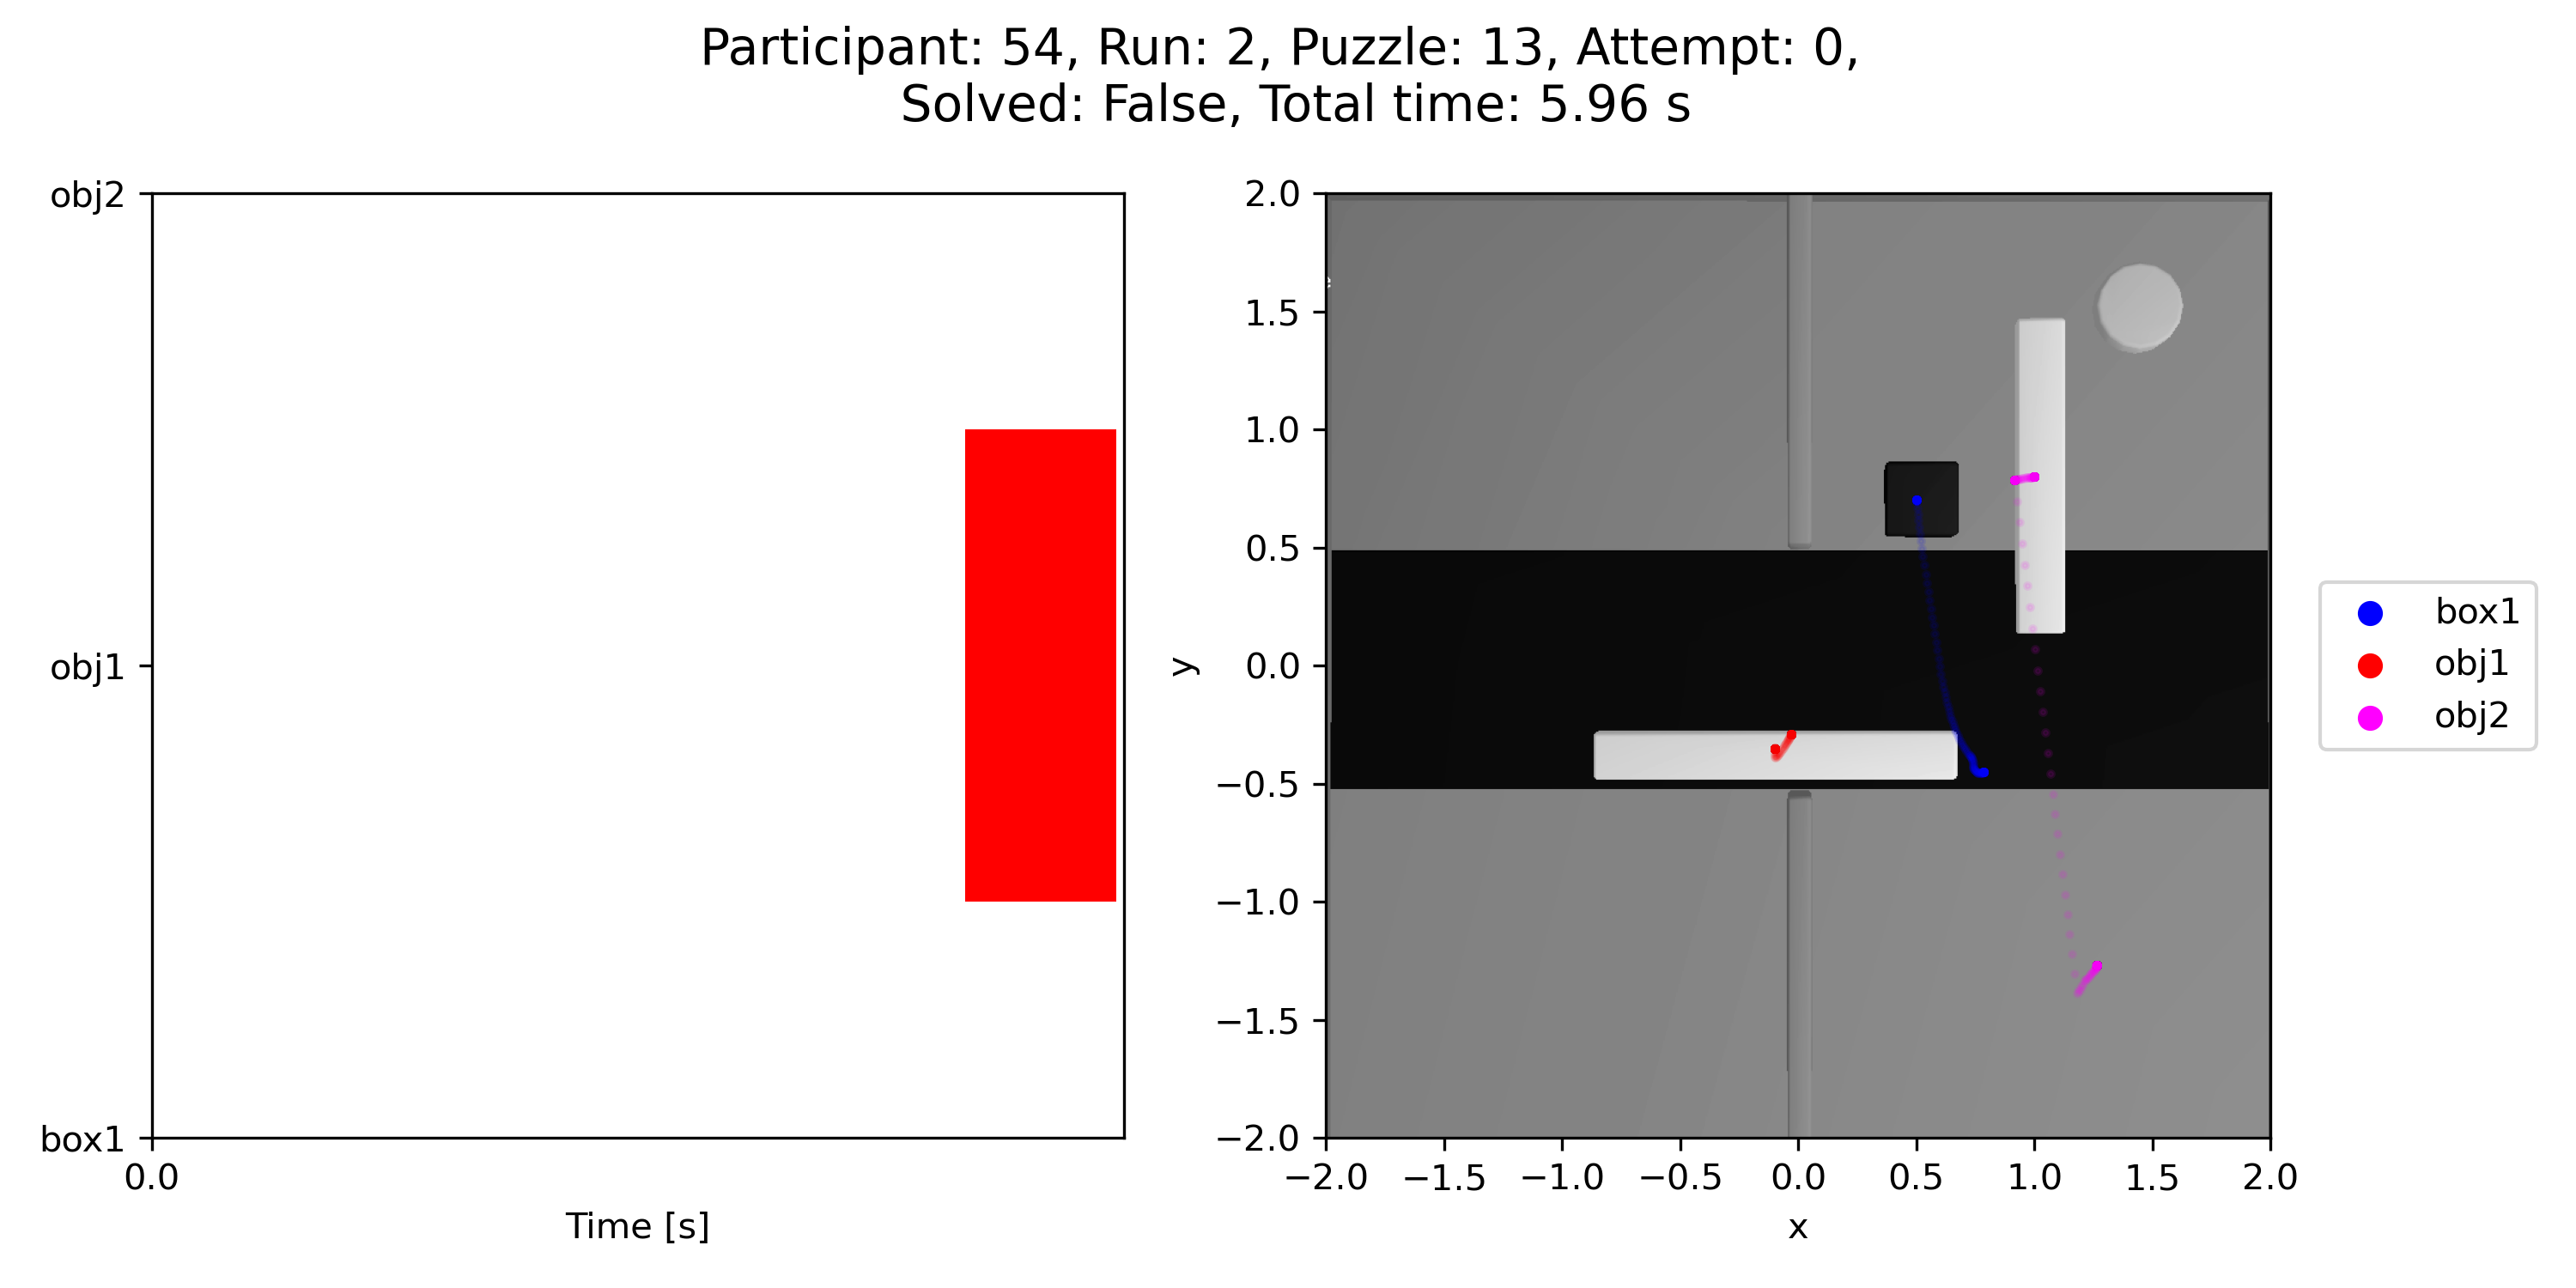 Participant: 54, Run: 2, Puzzle: 13, Attempt: 0,
Solved: False, Total time: 5.96 s
obj2
obj1
box1
0.0
Time [s]
2.0
1.5
1.0
0.5
0.0
−0.5
−1.0
−1.5
−2.0
y
−2.0 −1.5 −1.0 −0.5 0.0 0.5 1.0 1.5 2.0
x
box1
obj1
obj2